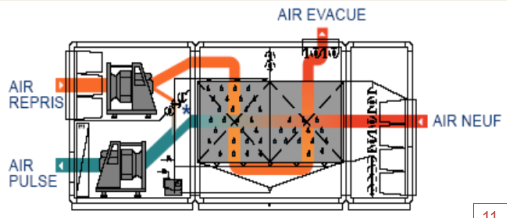 AIR EVACUE
AIR
REPRIS
AIR NEUF
AIR
PULSE
11